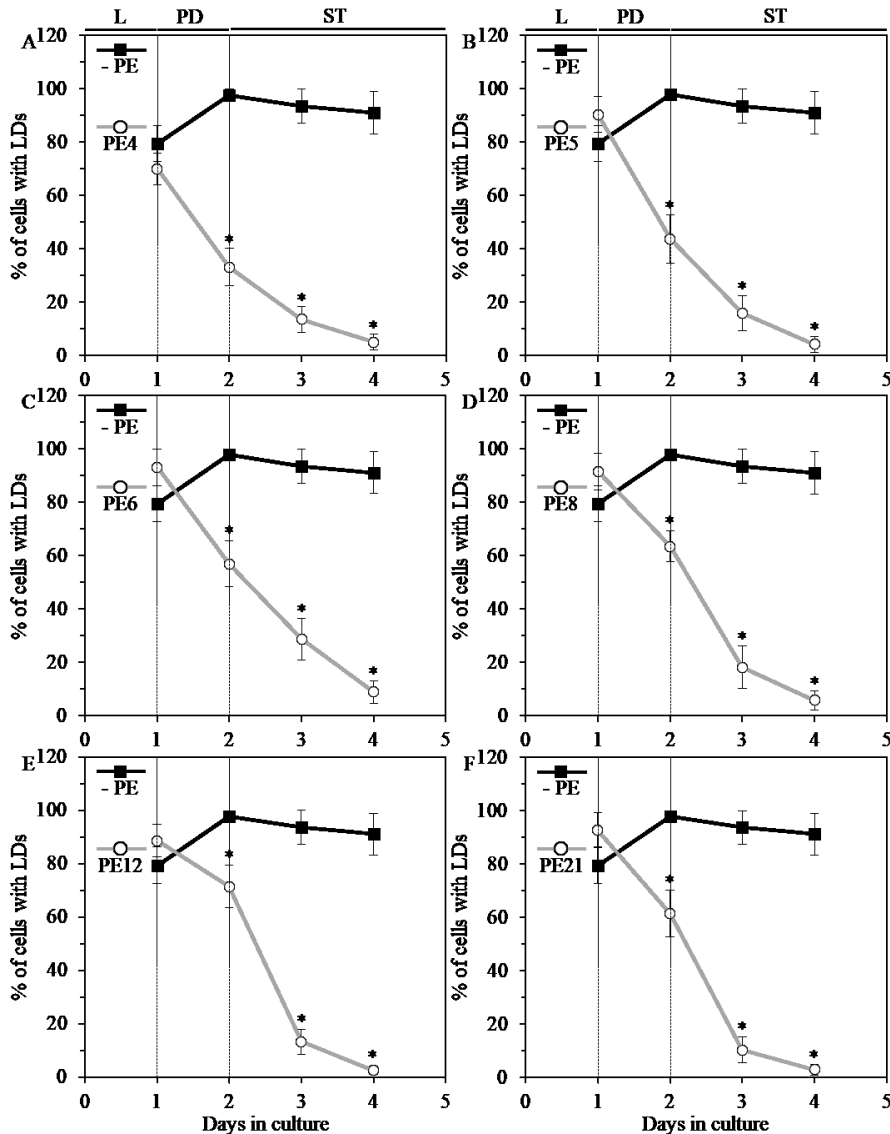 L PD ST L PD ST
A
120
100
80
60
40
20
0
% of cells with LDs
- PE
PE4
* * *
0 1 2 3 4 5
B
120
100
80
60
40
20
0
% of cells with LDs
- PE
PE5
* * *
0 1 2 3 4 5
C
120
100
80
60
40
20
0
% of cells with LDs
- PE
PE6
* * *
0 1 2 3 4 5
D
120
100
80
60
40
20
0
% of cells with LDs
- PE
PE8
* * *
0 1 2 3 4 5
E
120
100
80
60
40
20
0
% of cells with LDs
- PE
PE12
* * *
0 1 2 3 4 5
Days in culture
F
120
100
80
60
40
20
0
% of cells with LDs
- PE
PE21
* * *
0 1 2 3 4 5
Days in culture